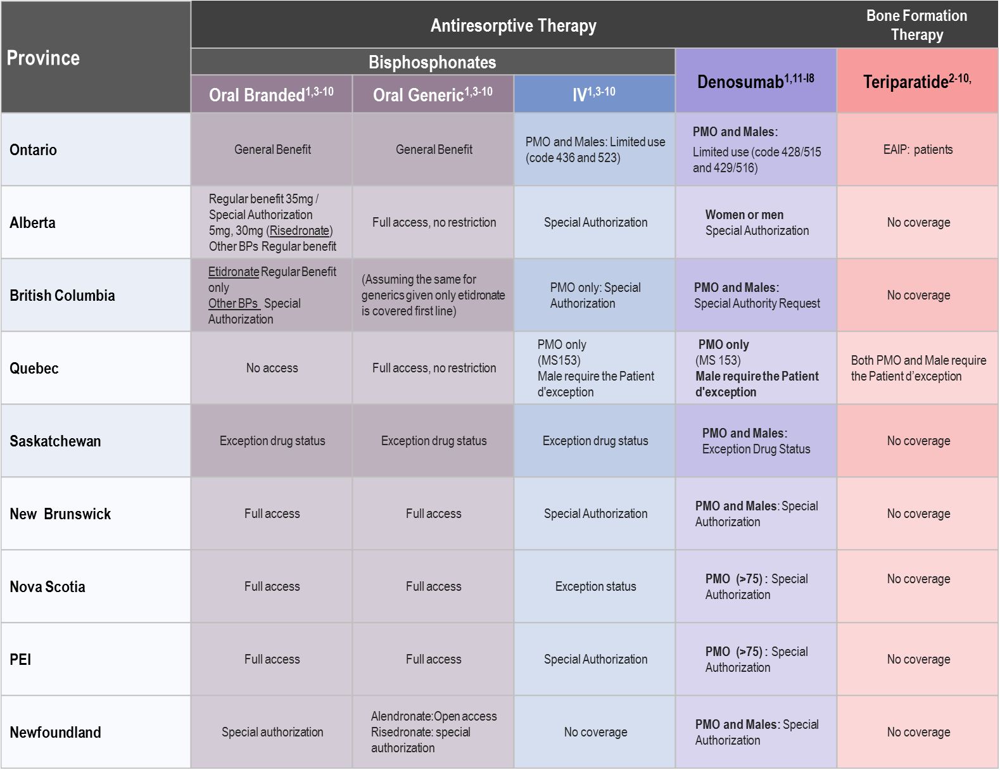 Province
Antiresorptive Therapy
Bone Formation
Therapy
Bisphosphonates
Denosumab1,11-I8
Teriparatide2-10,
Oral Branded1,3-10
Oral Generic1,3-10
IV1,3-10
Ontario
General Benefit
General Benefit
PMO and Males: Limited use
(code 436 and 523)
PMO and Males:
Limited use (code 428/515
and 429/516)
EAIP: patients
Alberta
Regular benefit 35mg /
Special Authorization
5mg, 30mg (Risedronate)
Other BPs Regular benefit
Full access, no restriction
Special Authorization
Women or men
Special Authorization
No coverage
British Columbia
Etidronate Regular Benefit
only
Other BPs Special
Authorization
(Assuming the same for
generics given only etidronate
is covered first line)
PMO only: Special
Authorization
PMO and Males:
Special Authority Request
No coverage
Quebec
No access
Full access, no restriction
PMO only
(MS153)
Male require the Patient
d'exception
PMO only
(MS 153)
Male require the Patient
d'exception
Both PMO and Male require
the Patient d’exception
Saskatchewan
Exception drug status
Exception drug status
Exception drug status
PMO and Males:
Exception Drug Status
No coverage
New Brunswick
Full access
Full access
Special Authorization
PMO and Males: Special
Authorization
No coverage
Nova Scotia
Full access
Full access
Exception status
PMO (>75) : Special
Authorization
No coverage
PEI
Full access
Full access
Special Authorization
PMO (>75) : Special
Authorization
No coverage
Newfoundland
Special authorization
Alendronate:Open access
Risedronate: special
authorization
No coverage
PMO and Males: Special
Authorization
No coverage